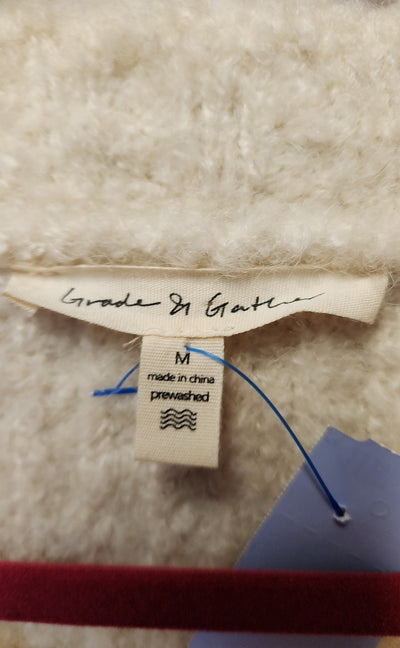 Grade & Gather
M
made in china
prewashed